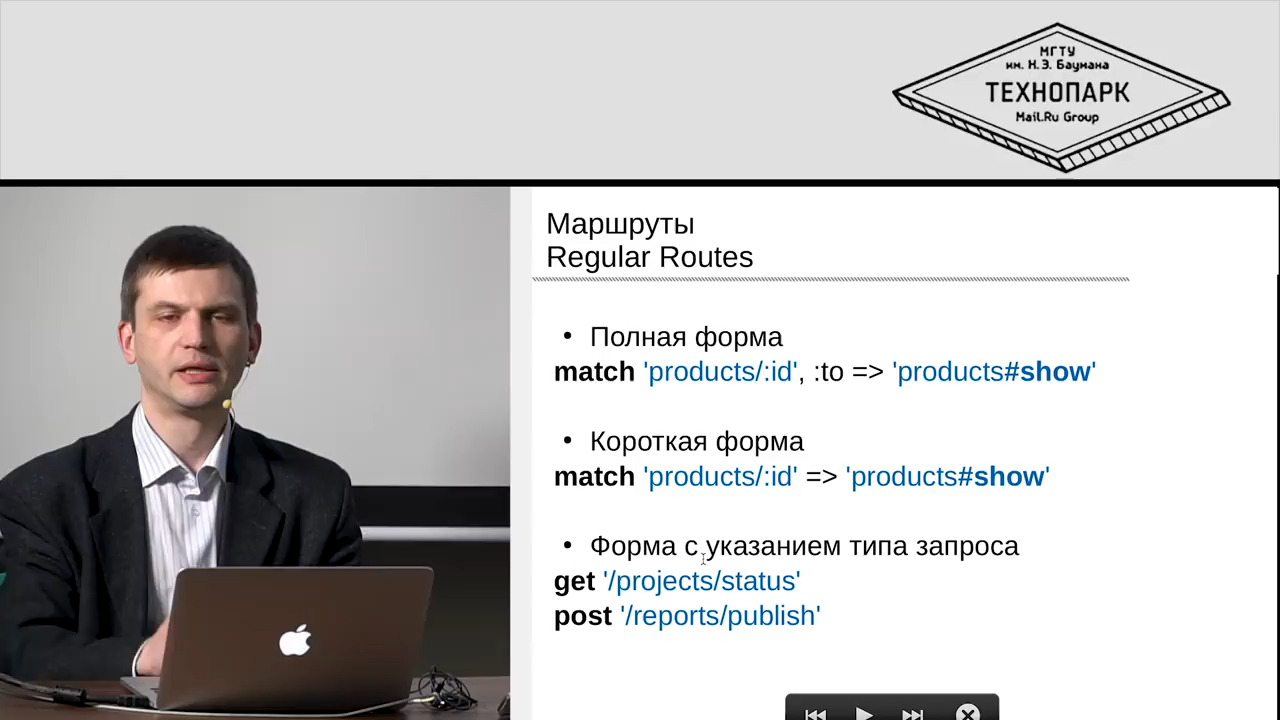 МГТУ
им. Н.Э. Баумана
ТЕХНОПАРК
Mail.Ru Group
Маршруты
Regular Routes
• Полная форма
match 'products/:id', :to => 'products#show'
• Короткая форма
match 'products/:id' => 'products#show'
• Форма с указанием типа запроса
get '/projects/status'
post '/reports/publish'